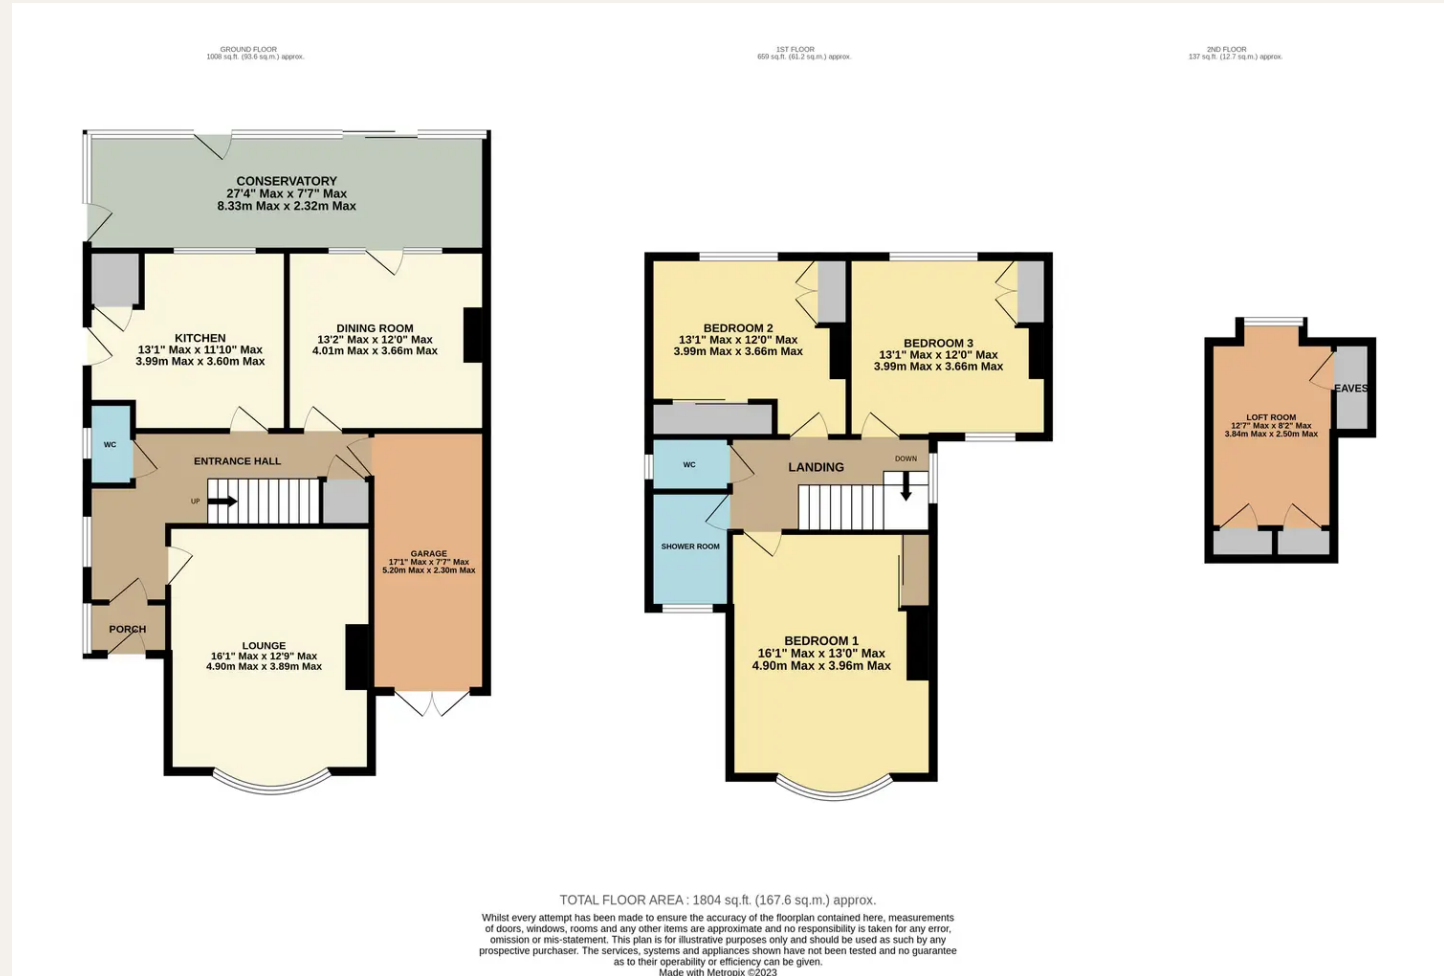 GROUND FLOOR
1008 sq.ft. (93.6 sq.m.) approx.
1ST FLOOR
659 sq.ft. (61.2 sq.m.) approx.
2ND FLOOR
137 sq.ft. (12.7 sq.m.) approx.
CONSERVATORY
27'4" Max x 7'7" Max
8.33m Max x 2.32m Max
KITCHEN
13'1" Max x 11'10" Max
3.99m Max x 3.60m Max
DINING ROOM
13'2" Max x 12'0" Max
4.01m Max x 3.66m Max
WC
ENTRANCE HALL
UP
GARAGE
17'1" Max x 7'7" Max
5.20m Max x 2.30m Max
PORCH
LOUNGE
16'1" Max x 12'9" Max
4.90m Max x 3.89m Max
BEDROOM 2
13'1" Max x 12'0" Max
3.99m Max x 3.66m Max
BEDROOM 3
13'1" Max x 12'0" Max
3.99m Max x 3.66m Max
WC
LANDING
DOWN
SHOWER ROOM
BEDROOM 1
16'1" Max x 13'0" Max
4.90m Max x 3.96m Max
EAVES
LOFT ROOM
12'7" Max x 8'2" Max
3.84m Max x 2.50m Max
TOTAL FLOOR AREA : 1804 sq.ft. (167.6 sq.m.) approx.
Whilst every attempt has been made to ensure the accuracy of the floorplan contained here, measurements
of doors, windows, rooms and any other items are approximate and no responsibility is taken for any error,
omission or mis-statement. This plan is for illustrative purposes only and should be used as such by any
prospective purchaser. The services, systems and appliances shown have not been tested and no guarantee
as to their operability or efficiency can be given.
Made with Metropix ©2023